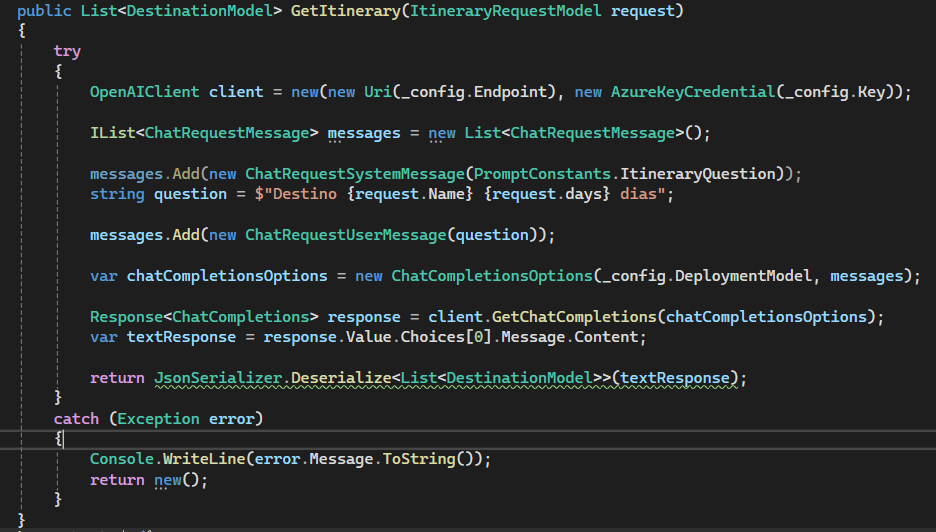 public List<DestinationModel> GetItinerary(ItineraryRequestModel request)
{
try
{
OpenAIClient client = new(new Uri(_config.Endpoint), new AzureKeyCredential(_config.Key));
IList<ChatRequestMessage> messages = new List<ChatRequestMessage>();
messages.Add(new ChatRequestSystemMessage(PromptConstants.ItineraryQuestion));
string question = $"Destino {request.Name} {request.days} dias";
messages.Add(new ChatRequestUserMessage(question));
var chatCompletionsOptions = new ChatCompletionsOptions(_config.DeploymentModel, messages);
Response<ChatCompletions> response = client.GetChatCompletions(chatCompletionsOptions);
var textResponse = response.Value.Choices[0].Message.Content;
return JsonSerializer.Deserialize<List<DestinationModel>>(textResponse);
}
catch (Exception error)
{
Console.WriteLine(error.Message.ToString());
return new();
}
}